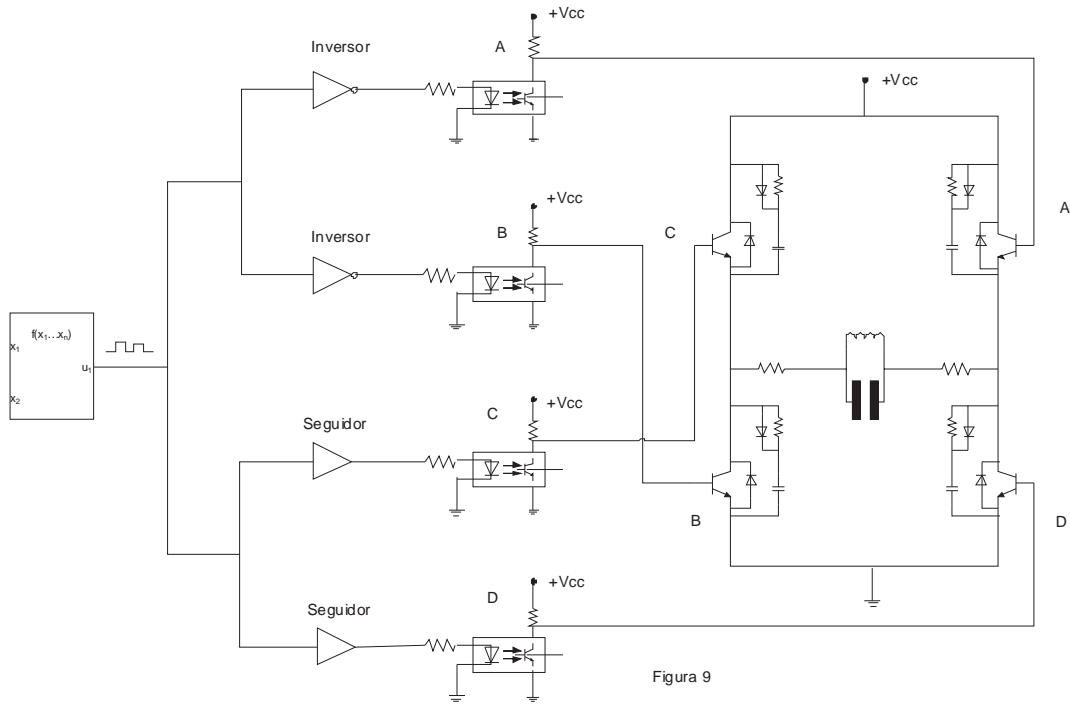 +Vcc
Inversor
A
+Vcc
A
+Vcc
Inversor
B
C
f(x₁...xₙ)
x₁
u₁
x₂
+Vcc
Seguidor
C
B
D
+Vcc
Seguidor
D
Figura 9